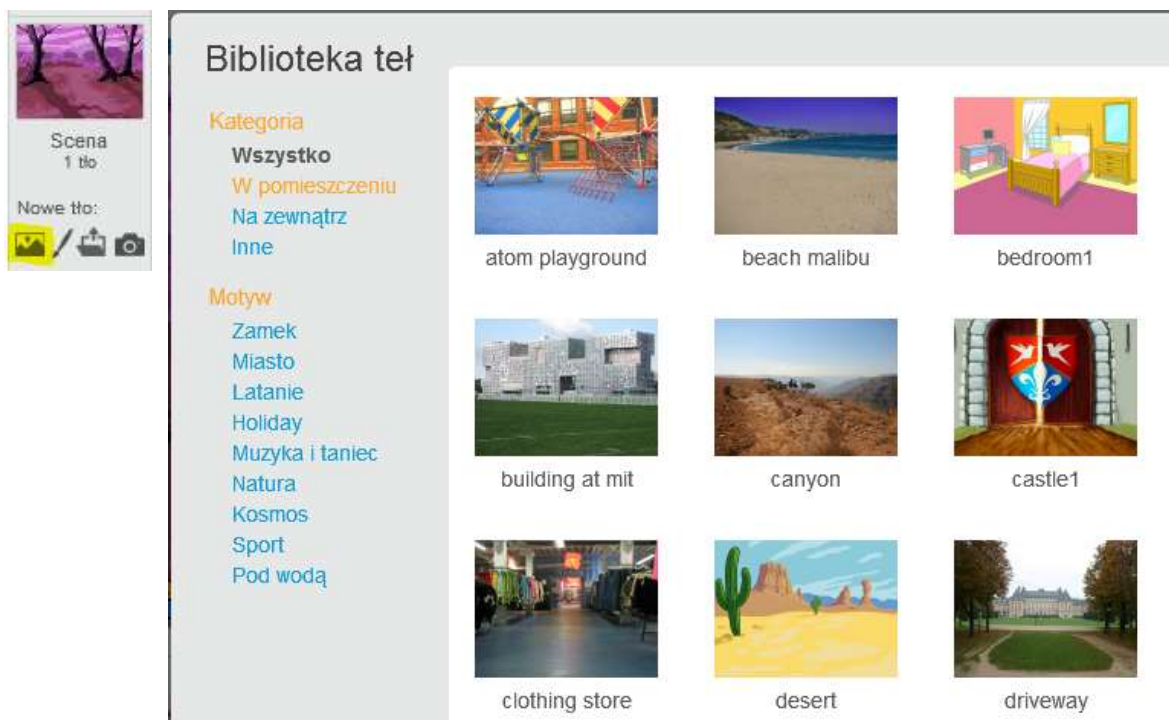 Scena
1 tło
Nowe tło:
Biblioteka teł
Kategoria
Wszystko
W pomieszczeniu
Na zewnątrz
Inne
Motyw
Zamek
Miasto
Latanie
Holiday
Muzyka i taniec
Natura
Kosmos
Sport
Pod wodą
atom playground
beach malibu
bedroom1
building at mit
canyon
castle1
clothing store
desert
driveway